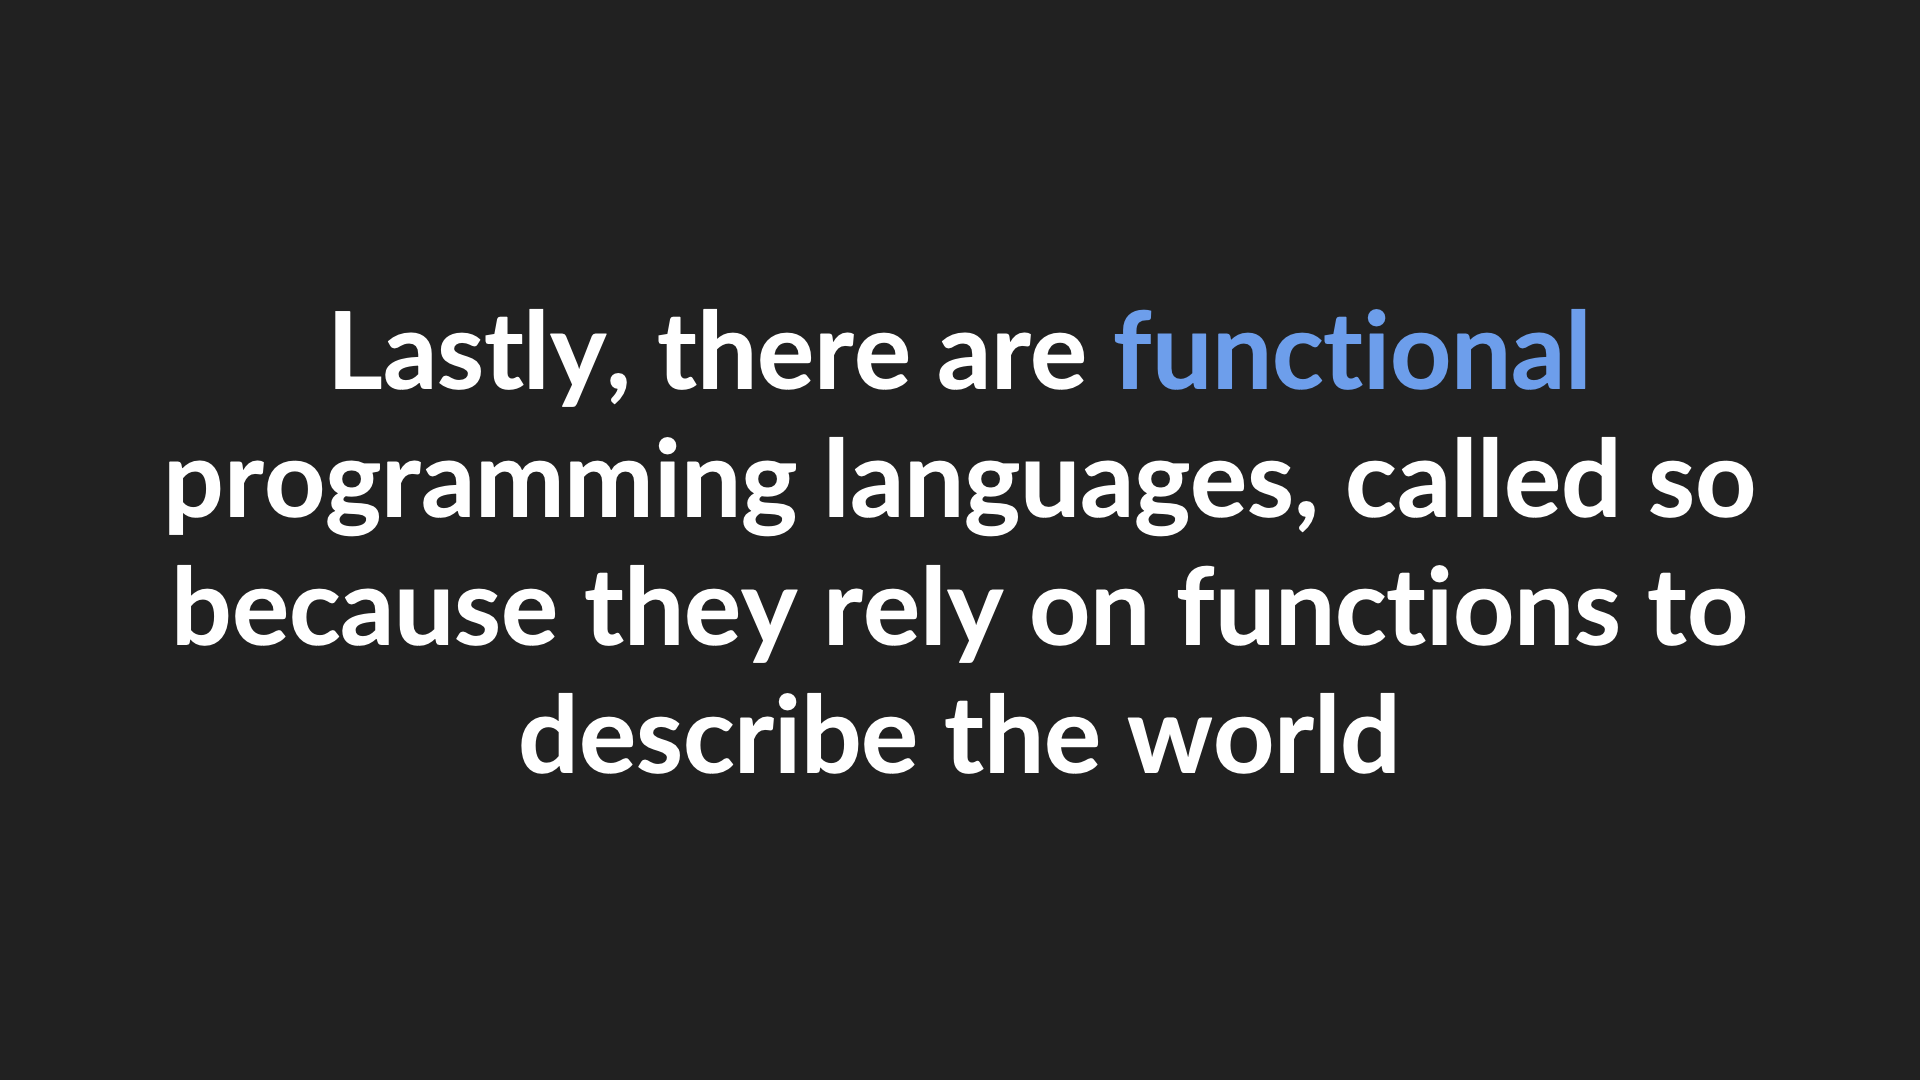 Lastly, there are functional
programming languages, called so
because they rely on functions to
describe the world